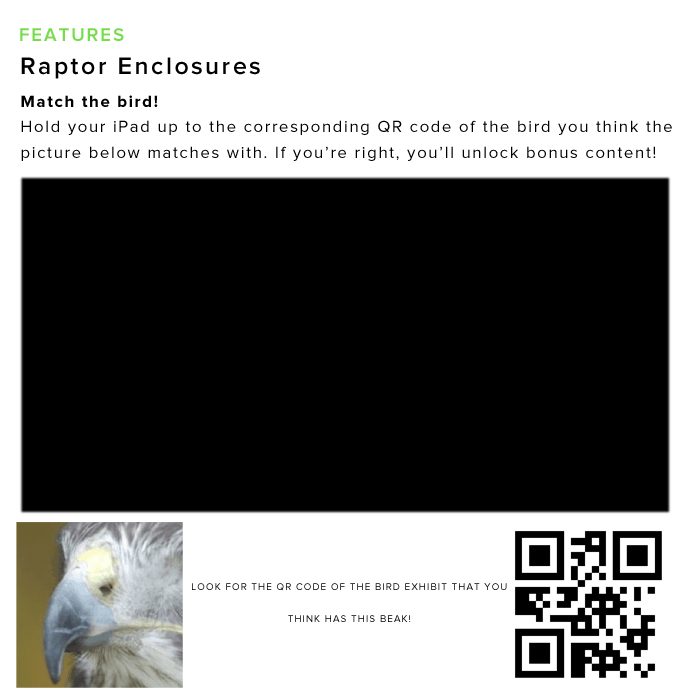 FEATURES
Raptor Enclosures
Match the bird!
Hold your iPad up to the corresponding QR code of the bird you think the
picture below matches with. If you’re right, you’ll unlock bonus content!
LOOK FOR THE QR CODE OF THE BIRD EXHIBIT THAT YOU
THINK HAS THIS BEAK!